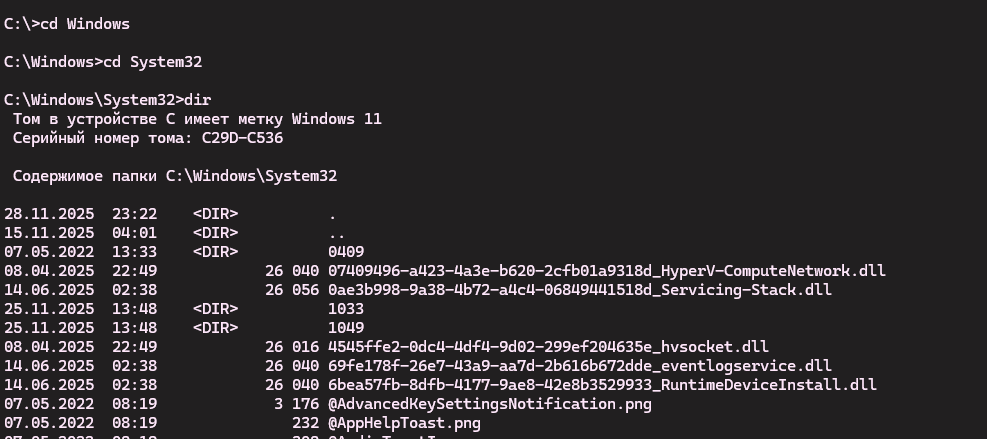 C:\>cd Windows
C:\Windows>cd System32
C:\Windows\System32>dir
Том в устройстве C имеет метку Windows 11
Серийный номер тома: C29D-C536
Содержимое папки C:\Windows\System32
28.11.2025 23:22 <DIR> .
15.11.2025 04:01 <DIR> ..
07.05.2022 13:33 <DIR> 0409
08.04.2025 22:49 26 040 07409496-a423-4a3e-b620-2cfb01a9318d_HyperV-ComputeNetwork.dll
14.06.2025 02:38 26 056 0ae3b998-9a38-4b72-a4c4-06849441518d_Servicing-Stack.dll
25.11.2025 13:48 <DIR> 1033
25.11.2025 13:48 <DIR> 1049
08.04.2025 22:49 26 016 4545ffe2-0dc4-4df4-9d02-299ef204635e_hvsocket.dll
14.06.2025 02:38 26 040 69fe178f-26e7-43a9-aa7d-2b616b672dde_eventlogservice.dll
14.06.2025 02:38 26 040 6bea57fb-8dfb-4177-9ae8-42e8b3529933_RuntimeDeviceInstall.dll
07.05.2022 08:19 3 176 @AdvancedKeySettingsNotification.png
07.05.2022 08:19 232 @AppHelpToast.png